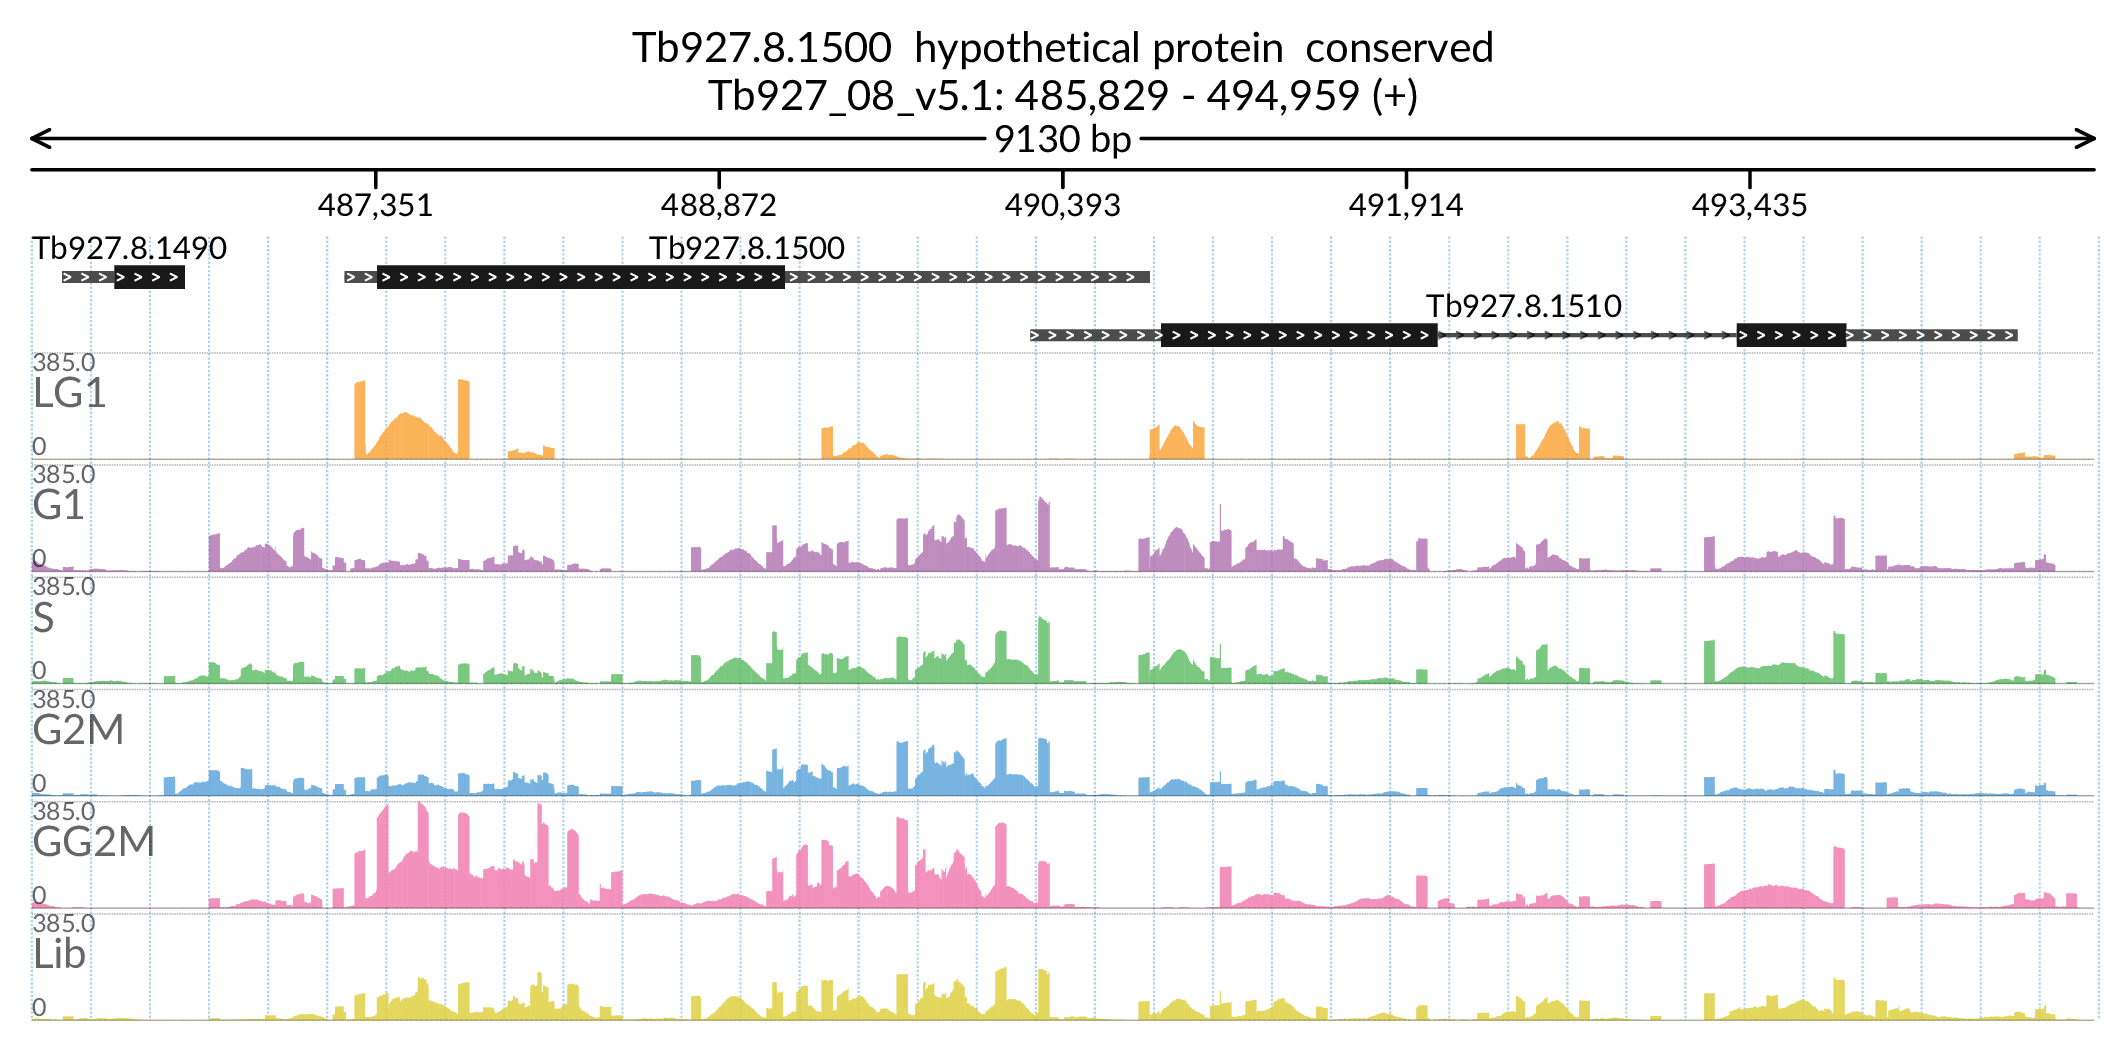 Tb927.8.1500  hypothetical protein  conserved
Tb927_08_v5.1: 485,829 - 494,959 (+)
9130 bp
487,351 488,872 490,393 491,914 493,435
Tb927.8.1490 Tb927.8.1500
Tb927.8.1510
385.0
LG1
0
385.0
G1
0
385.0
S
0
385.0
G2M
0
385.0
GG2M
0
385.0
Lib
0